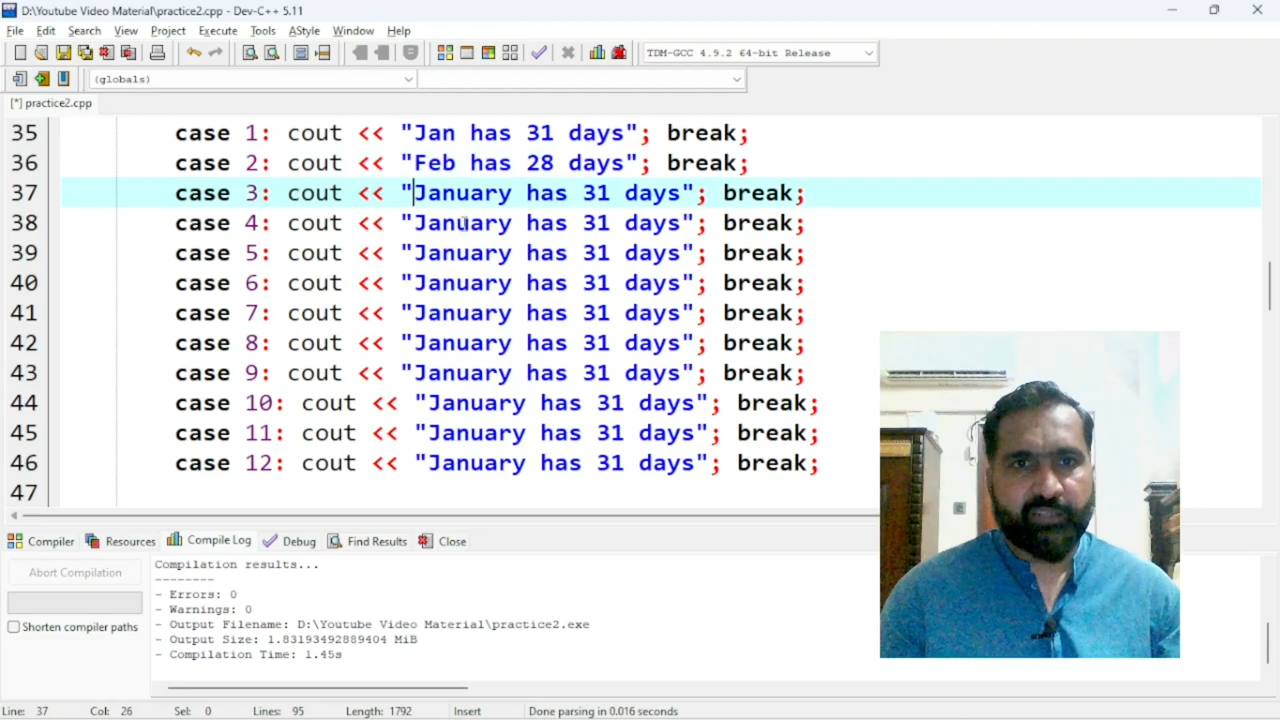 D:\Youtube Video Material\practice2.cpp - Dev-C++ 5.11
File Edit Search View Project Execute Tools AStyle Window Help
TDM-GCC 4.9.2 64-bit Release
(globals)
[*] practice2.cpp
35 case 1: cout << "Jan has 31 days"; break;
36 case 2: cout << "Feb has 28 days"; break;
37 case 3: cout << "January has 31 days"; break;
38 case 4: cout << "January has 31 days"; break;
39 case 5: cout << "January has 31 days"; break;
40 case 6: cout << "January has 31 days"; break;
41 case 7: cout << "January has 31 days"; break;
42 case 8: cout << "January has 31 days"; break;
43 case 9: cout << "January has 31 days"; break;
44 case 10: cout << "January has 31 days"; break;
45 case 11: cout << "January has 31 days"; break;
46 case 12: cout << "January has 31 days"; break;
47
Compiler Resources Compile Log Debug Find Results Close
Abort Compilation
Shorten compiler paths
Compilation results...
--------
- Errors: 0
- Warnings: 0
- Output Filename: D:\Youtube Video Material\practice2.exe
- Output Size: 1.83193492889404 MiB
- Compilation Time: 1.45s
Line: 37 Col: 26 Sel: 0 Lines: 95 Length: 1792 Insert Done parsing in 0.016 seconds